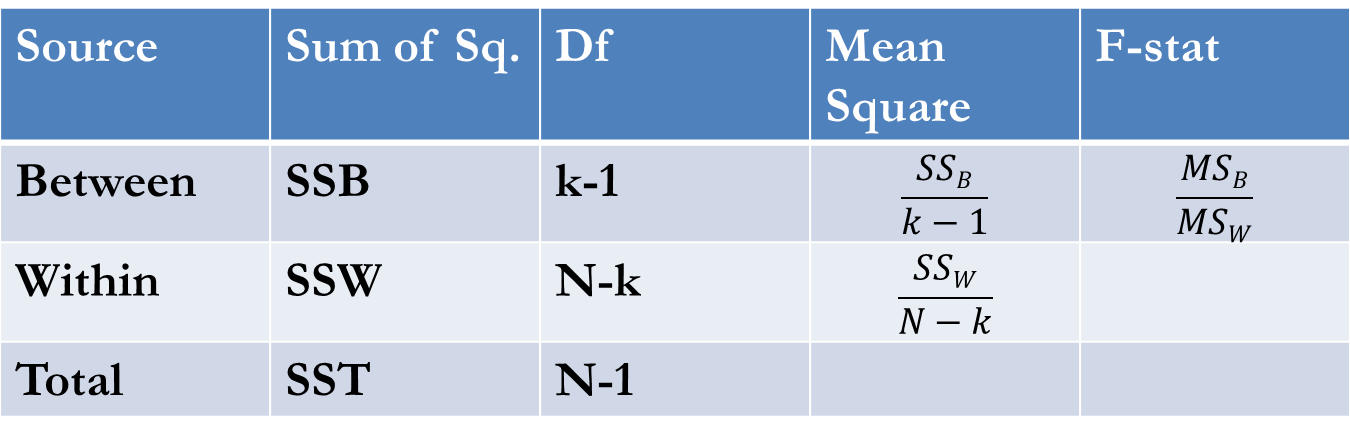 Source Sum of Sq. Df Mean Square F-stat
Between SSB k-1 SS_B / k − 1 MS_B / MS_W
Within SSW N-k SS_W / N − k
Total SST N-1